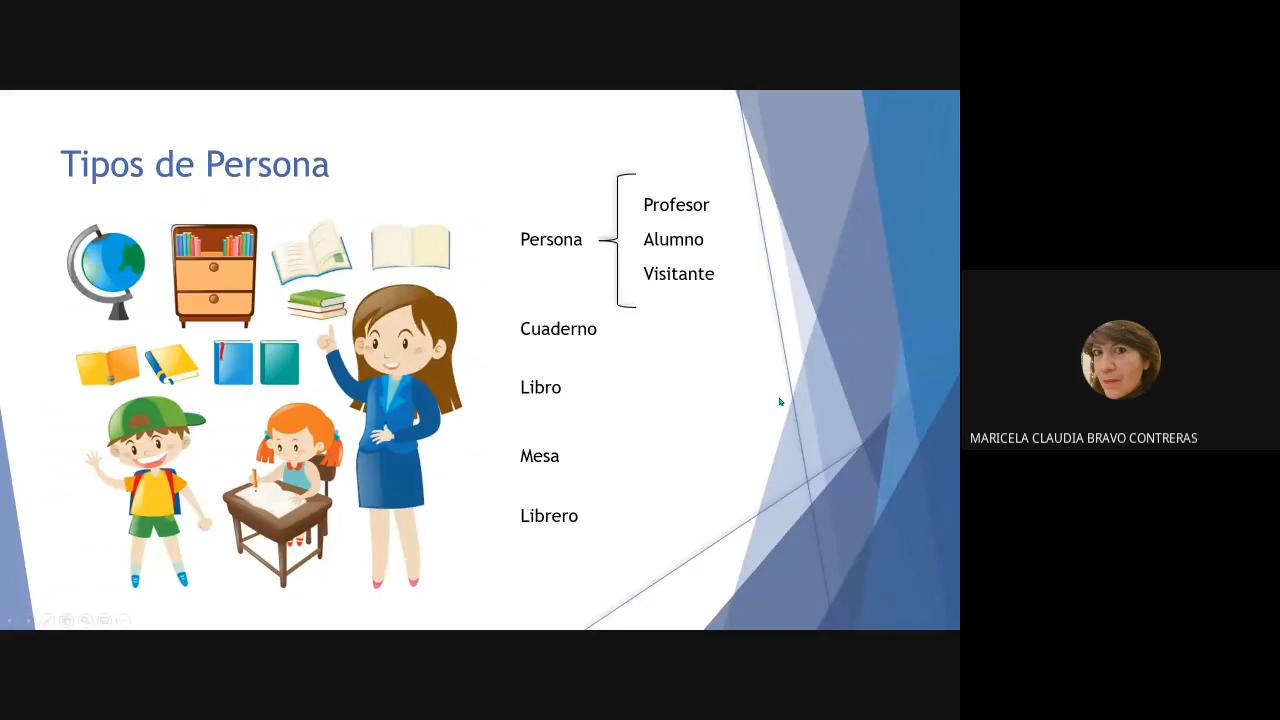 Tipos de Persona
Profesor
Persona
Alumno
Visitante
Cuaderno
Libro
Mesa
Librero
MARICELA CLAUDIA BRAVO CONTRERAS